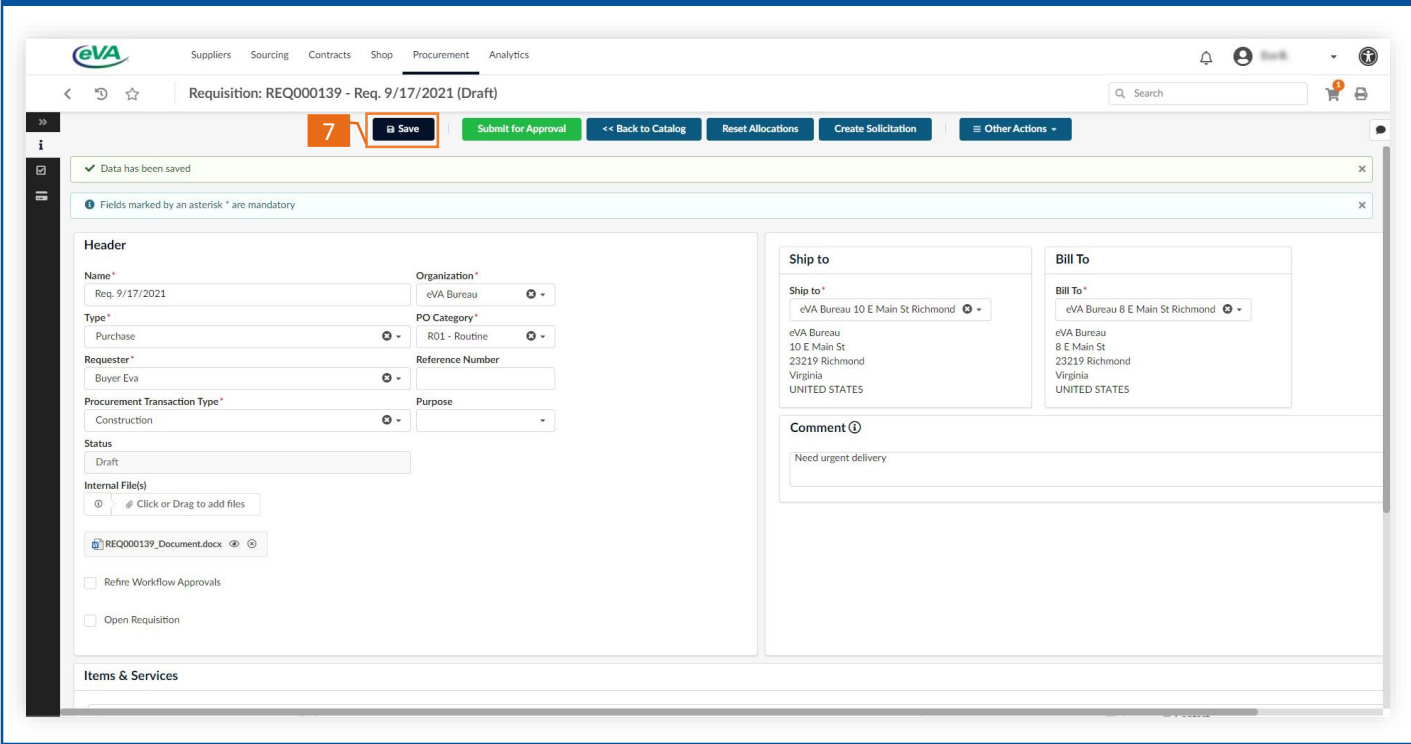 eVA
Suppliers Sourcing Contracts Shop Procurement Analytics
Requisition: REQ000139 - Req. 9/17/2021 (Draft)
Search
1
7
Save
Submit for Approval
<< Back to Catalog
Reset Allocations
Create Solicitation
Other Actions
Data has been saved
Fields marked by an asterisk * are mandatory
Header
Name*
Req. 9/17/2021
Organization*
eVA Bureau
Type*
Purchase
PO Category*
R01 - Routine
Requester*
Buyer Eva
Reference Number
Procurement Transaction Type*
Construction
Purpose
Status
Draft
Internal File(s)
Click or Drag to add files
REQ000139_Document.docx
Refire Workflow Approvals
Open Requisition
Ship to
Ship to*
eVA Bureau 10 E Main St Richmond
eVA Bureau
10 E Main St
23219 Richmond
Virginia
UNITED STATES
Bill To
Bill To*
eVA Bureau 8 E Main St Richmond
eVA Bureau
8 E Main St
23219 Richmond
Virginia
UNITED STATES
Comment
Need urgent delivery
Items & Services